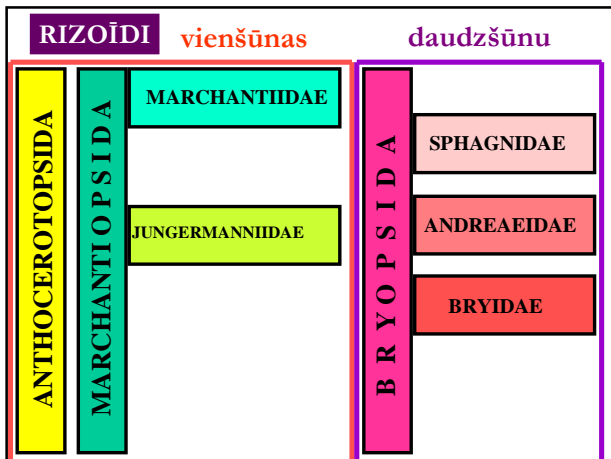 RIZOĪDI
vienšūnas
daudzšūnu
ANTHOCEROTOPSIDA
MARCHANTIOPSIDA
MARCHANTIIDAE
JUNGERMANNIIDAE
BRYOPSIDA
SPHAGNIDAE
ANDREAEIDAE
BRYIDAE